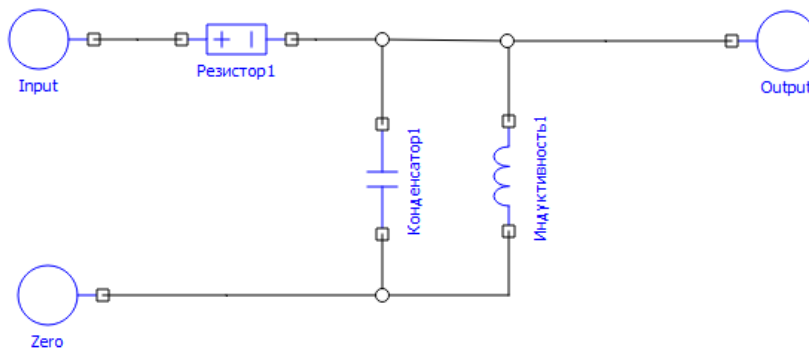 Input
Резистор1
Output
Конденсатор1
Индуктивность1
Zero